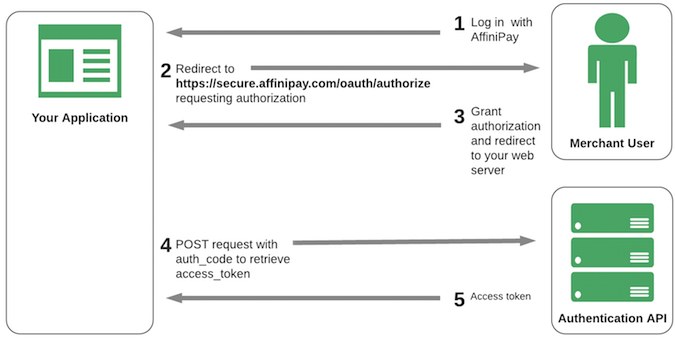 1 Log in with
AffiniPay
2 Redirect to
https://secure.affinipay.com/oauth/authorize
requesting authorization
Your Application
3 Grant
authorization
and redirect
to your web
server
Merchant User
4 POST request with
auth_code to retrieve
access_token
5 Access token
Authentication API